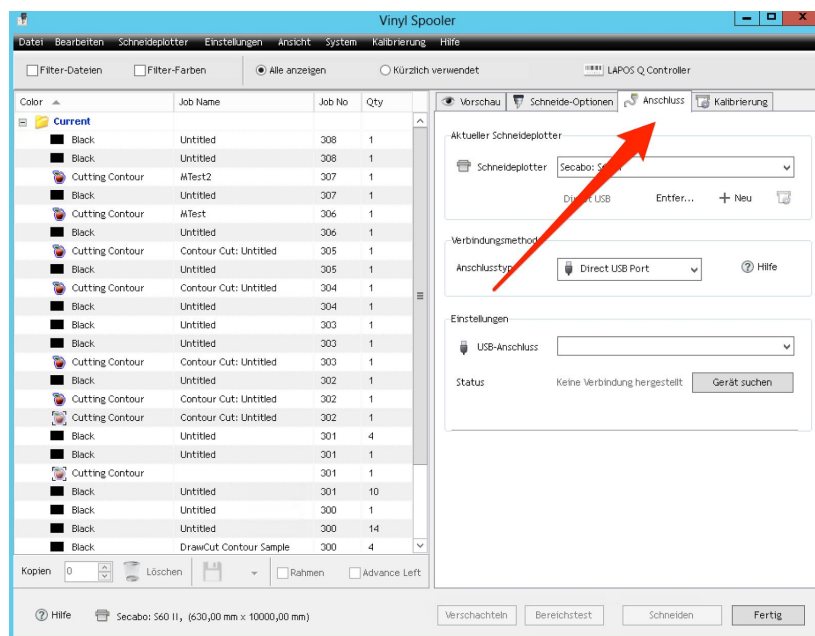 Vinyl Spooler
Datei Bearbeiten Schneideplotter Einstellungen Ansicht System Kalibrierung Hilfe
Filter-Dateien Filter-Farben Alle anzeigen Kürzlich verwendet LAPOS Q Controller
Color Job Name Job No Qty
Current
Black Untitled 308 1
Black Untitled 308 1
Cutting Contour MTest2 307 1
Black Untitled 307 1
Cutting Contour MTest 306 1
Black Untitled 306 1
Cutting Contour Contour Cut: Untitled 305 1
Black Untitled 305 1
Cutting Contour Contour Cut: Untitled 304 1
Black Untitled 304 1
Black Untitled 303 1
Black Untitled 303 1
Cutting Contour Contour Cut: Untitled 303 1
Black Untitled 302 1
Cutting Contour Contour Cut: Untitled 302 1
Cutting Contour Contour Cut: Untitled 302 1
Black Untitled 301 4
Black Untitled 301 1
Cutting Contour 301 1
Black Untitled 301 10
Black Untitled 300 1
Black Untitled 300 14
Black DrawCut Contour Sample 300 4
Kopien 0 Löschen Rahmen Advance Left
Vorschau Schneide-Optionen Anschluss Kalibrierung
Aktueller Schneideplotter
Schneideplotter Secabo:
USB Entfer... + Neu
Verbindungsmethod
Anschlusstyp Direct USB Port Hilfe
Einstellungen
USB-Anschluss
Status Keine Verbindung hergestellt Gerät suchen
Hilfe Secabo: S60 II, (630,00 mm x 10000,00 mm) Verschachteln Bereichstest Schneiden Fertig